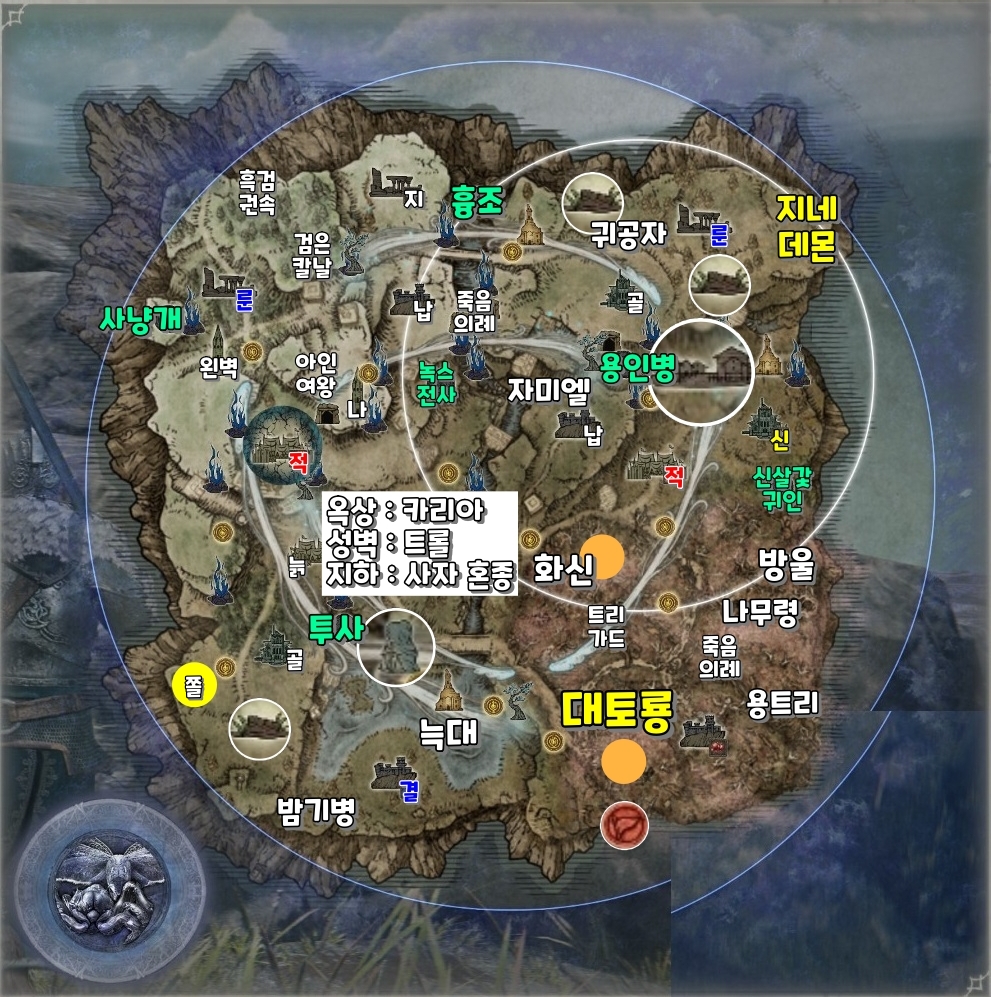 흑검
권속
지
흉조
지네
데몬
귀공자
룬
검은
칼날
룬
납
죽음
의례
골
사냥개
왼벽
아인
여왕
나
녹스
전사
자미엘
용인병
납
신
적
적
신살갗
귀인
옥상 : 카리아
성벽 : 트롤
지하 : 사자 혼종
늙
화신
방울
투사
트리
가드
나무령
죽음
의례
골
쫄
늑대
대토룡
용트리
결
밤기병